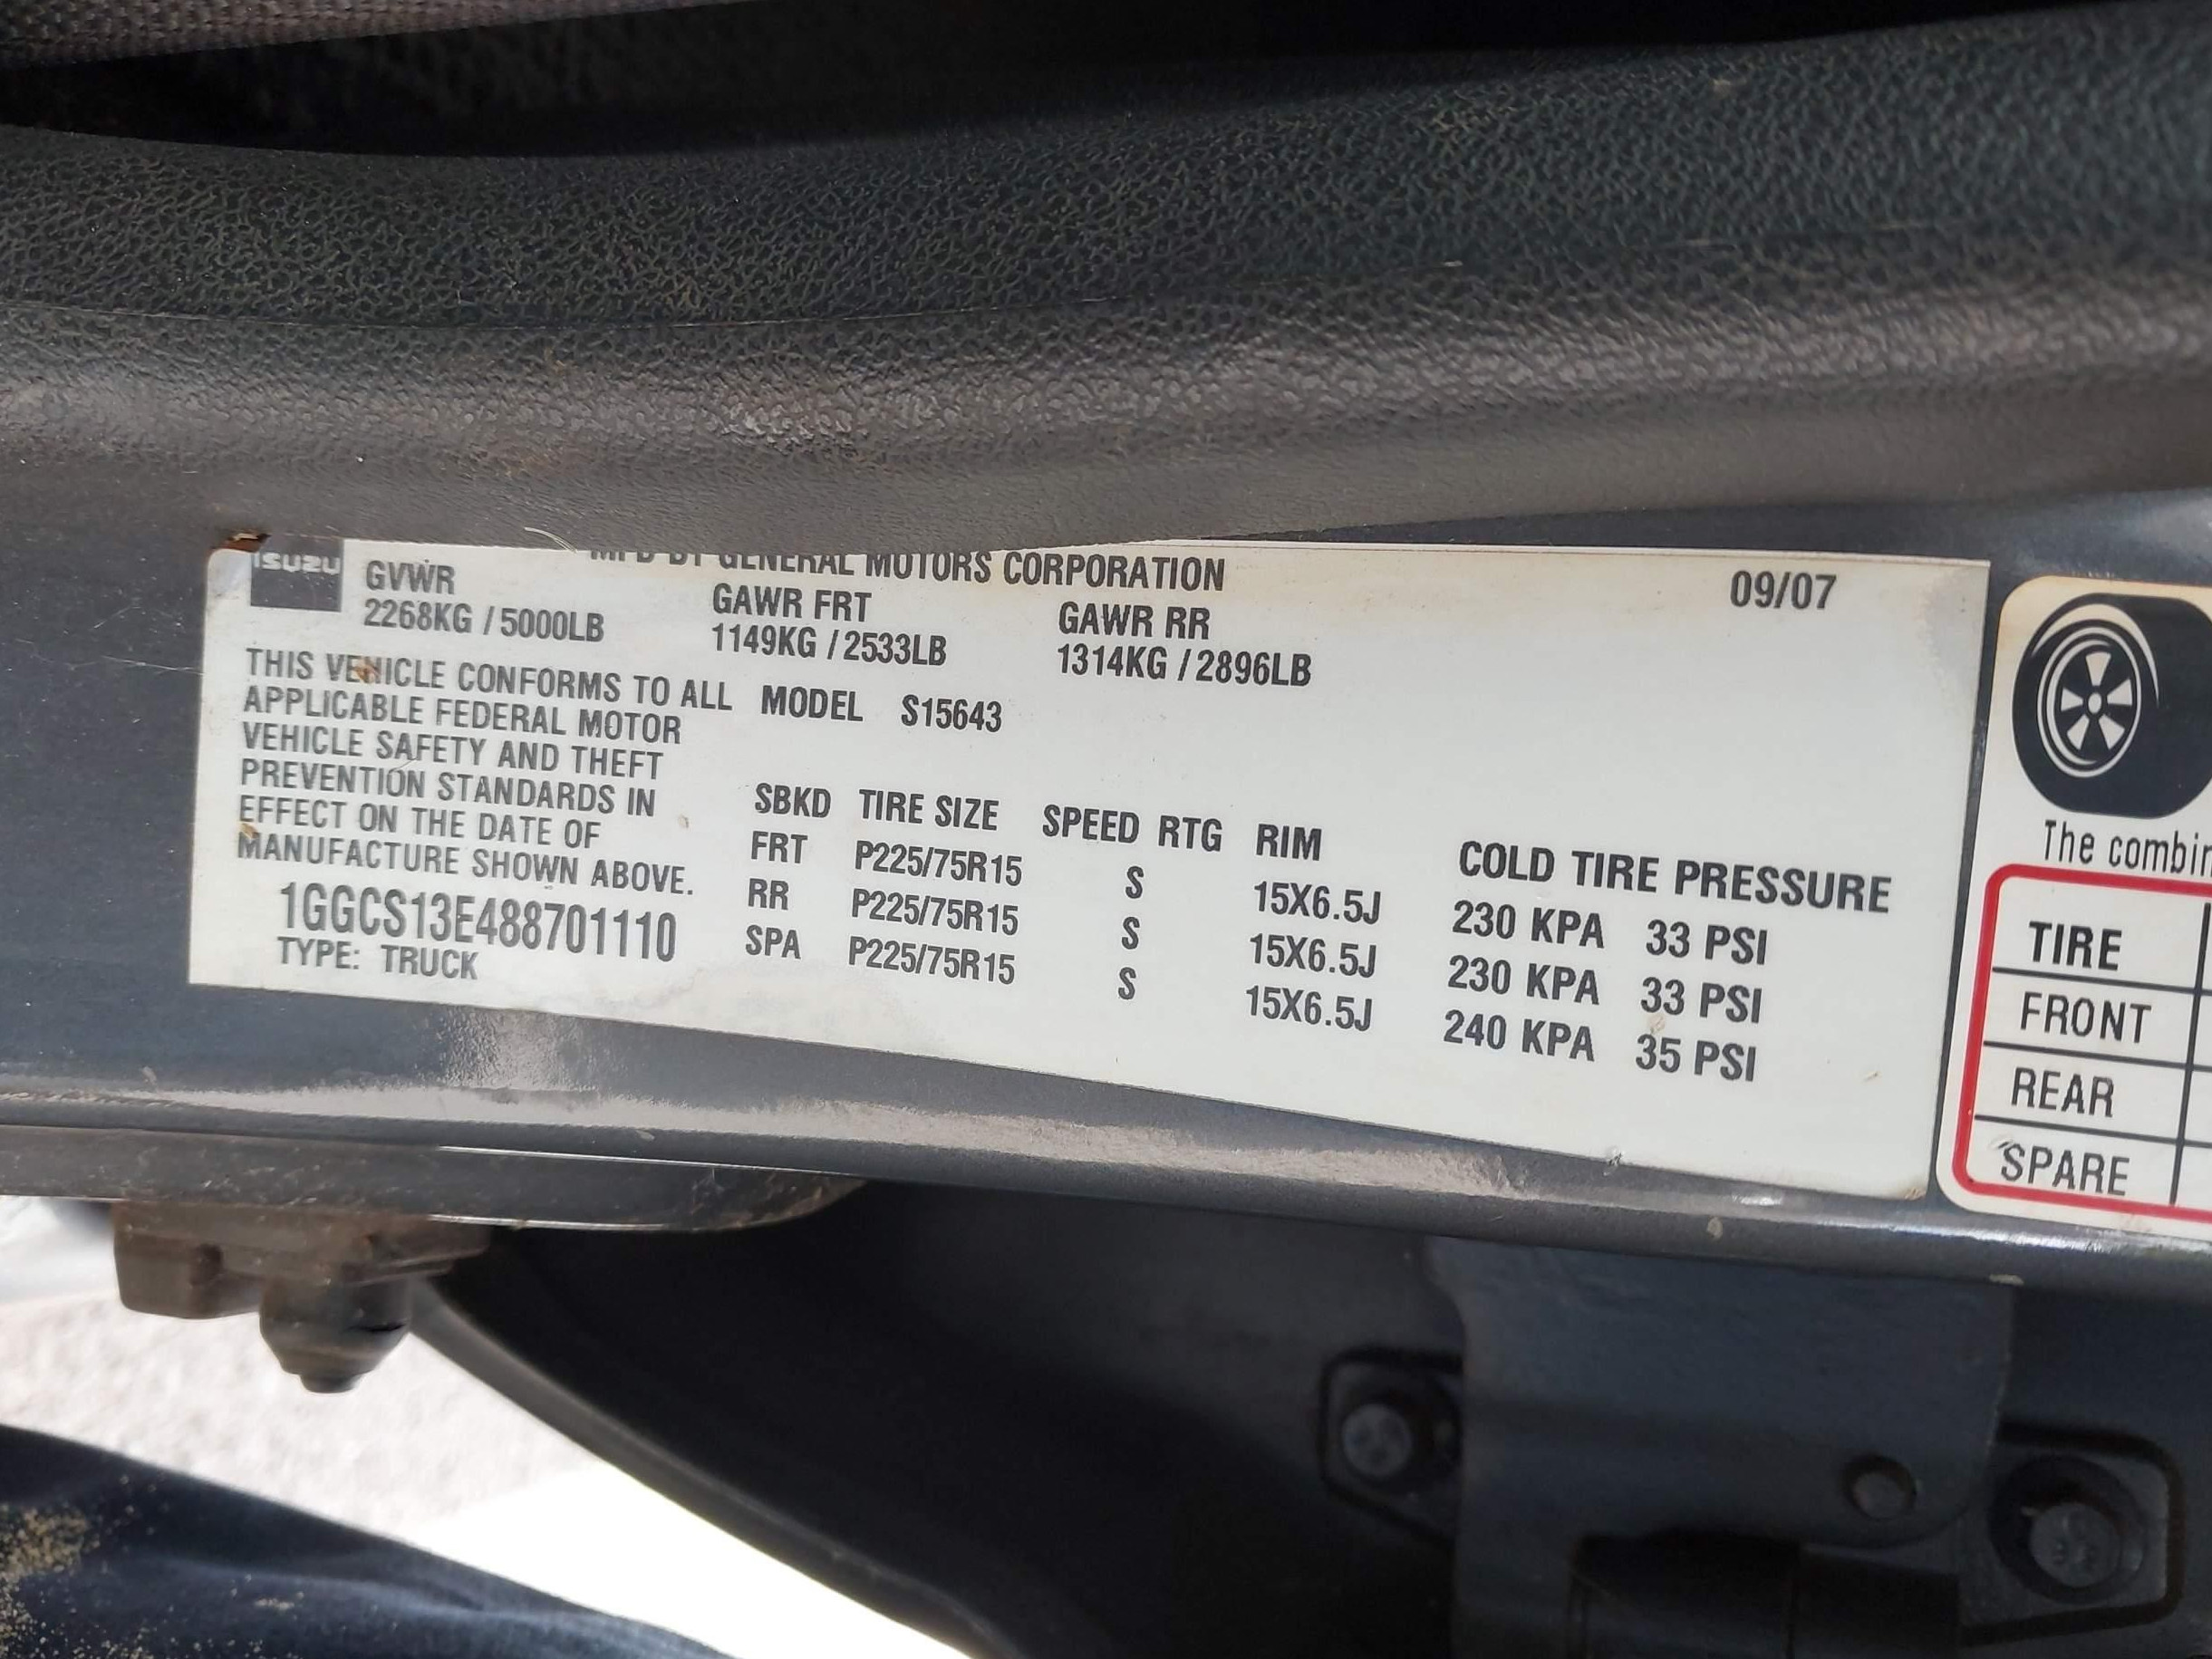 ISUZU
MFD BY GENERAL MOTORS CORPORATION
09/07
GVWR GAWR FRT GAWR RR
2268KG / 5000LB 1149KG / 2533LB 1314KG / 2896LB
THIS VEHICLE CONFORMS TO ALL
APPLICABLE FEDERAL MOTOR
VEHICLE SAFETY AND THEFT
PREVENTION STANDARDS IN
EFFECT ON THE DATE OF
MANUFACTURE SHOWN ABOVE.
1GGCS13E488701110
TYPE: TRUCK
MODEL S15643
SBKD TIRE SIZE SPEED RTG RIM COLD TIRE PRESSURE
FRT P225/75R15 S 15X6.5J 230 KPA 33 PSI
RR P225/75R15 S 15X6.5J 230 KPA 33 PSI
SPA P225/75R15 S 15X6.5J 240 KPA 35 PSI
The combin
TIRE
FRONT
REAR
SPARE